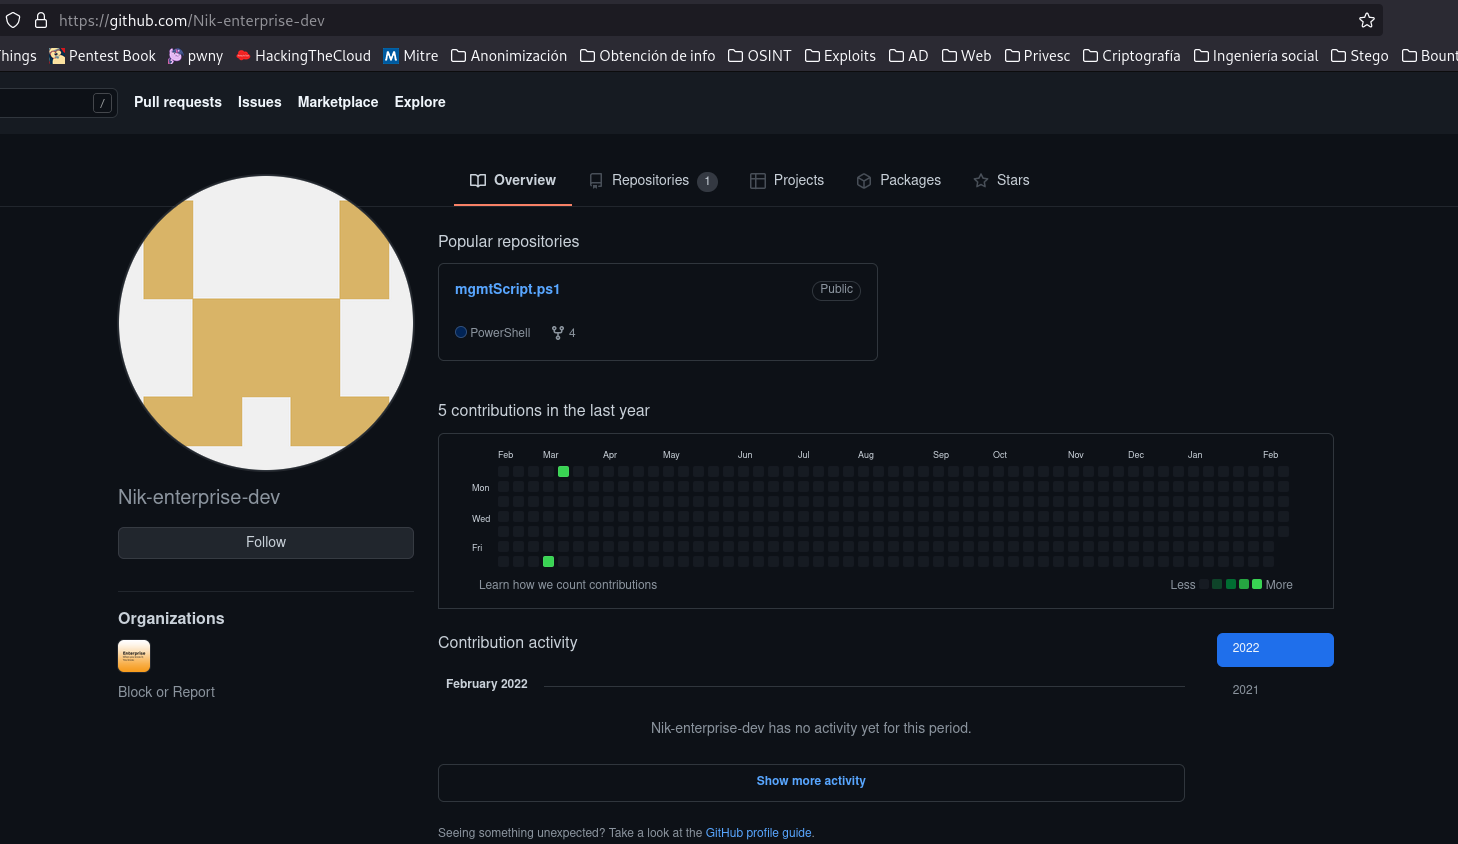 https://github.com/Nik-enterprise-dev
Things Pentest Book pwny HackingTheCloud Mitre Anonimización Obtención de info OSINT Exploits AD Web Privesc Criptografía Ingeniería social Stego Bount
/ Pull requests Issues Marketplace Explore
Overview Repositories 1 Projects Packages Stars
Popular repositories
mgmtScript.ps1 Public
PowerShell 4
5 contributions in the last year
Feb Mar Apr May Jun Jul Aug Sep Oct Nov Dec Jan Feb
Mon
Wed
Fri
Learn how we count contributions Less More
Nik-enterprise-dev
Follow
Organizations
Enterprise
Block or Report
Contribution activity
2022
2021
February 2022
Nik-enterprise-dev has no activity yet for this period.
Show more activity
Seeing something unexpected? Take a look at the GitHub profile guide.